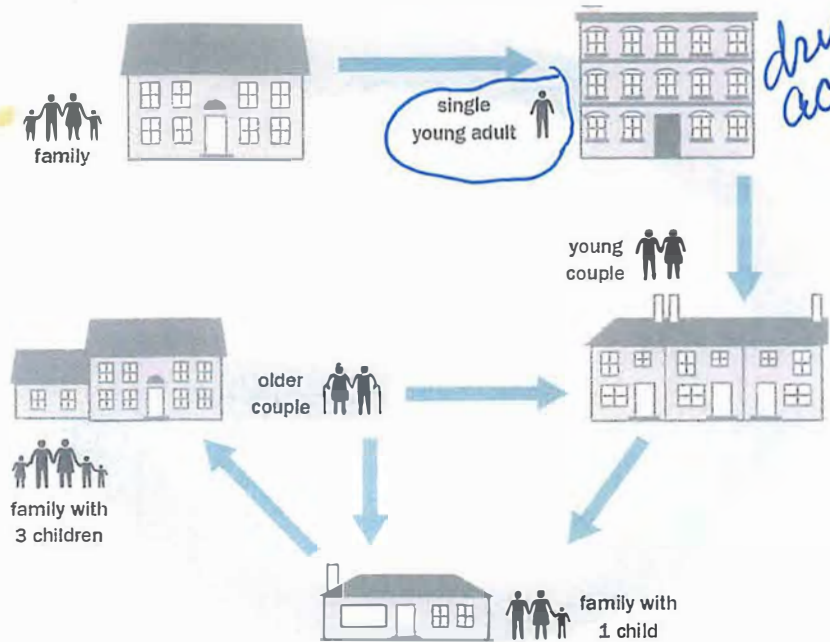 single
young adult
family
young
couple
older
couple
family with
3 children
family with
1 child